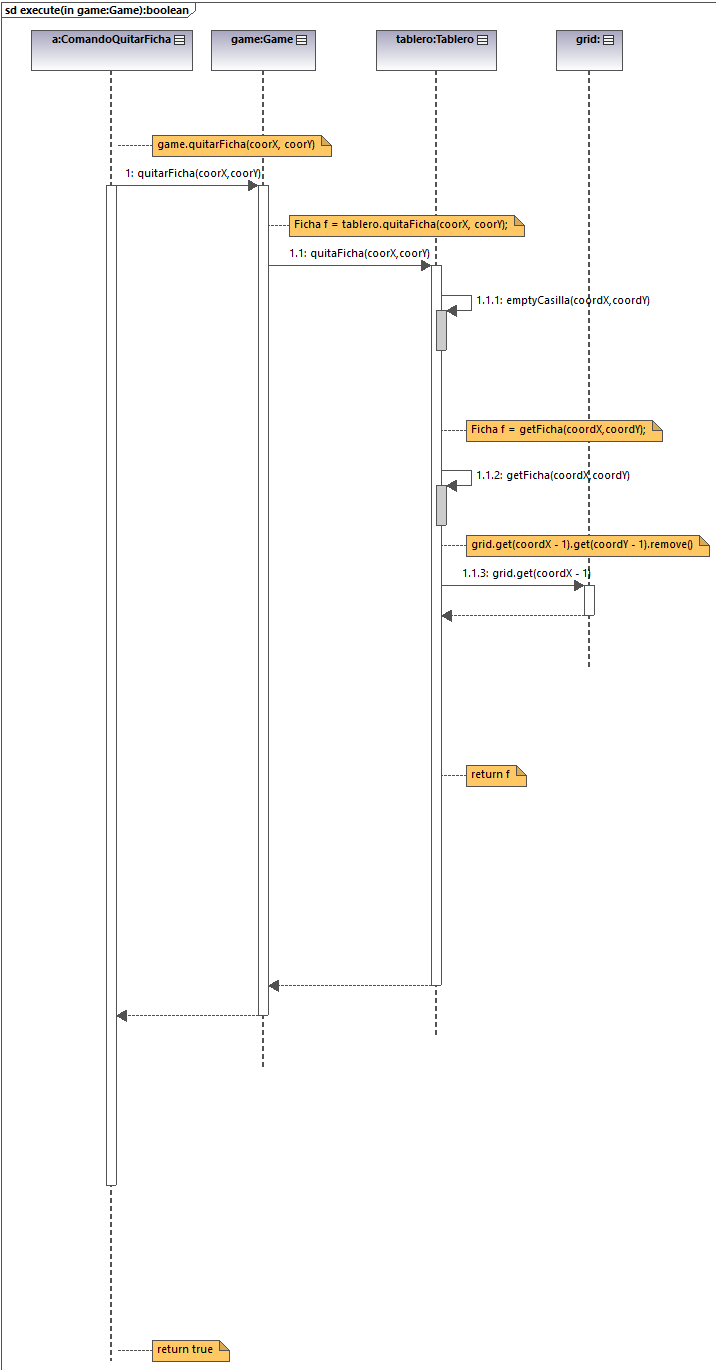 sd execute(in game:Game):boolean
a:ComandoQuitarFicha
game:Game
tablero:Tablero
grid:
game.quitarFicha(coorX, coorY)
1: quitarFicha(coorX,coorY)
Ficha f = tablero.quitaFicha(coorX, coorY);
1.1: quitaFicha(coorX,coorY)
1.1.1: emptyCasilla(coordX,coordY)
Ficha f = getFicha(coordX,coordY);
1.1.2: getFicha(coordX,coordY)
grid.get(coordX - 1).get(coordY - 1).remove()
1.1.3: grid.get(coordX - 1)
return f
return true